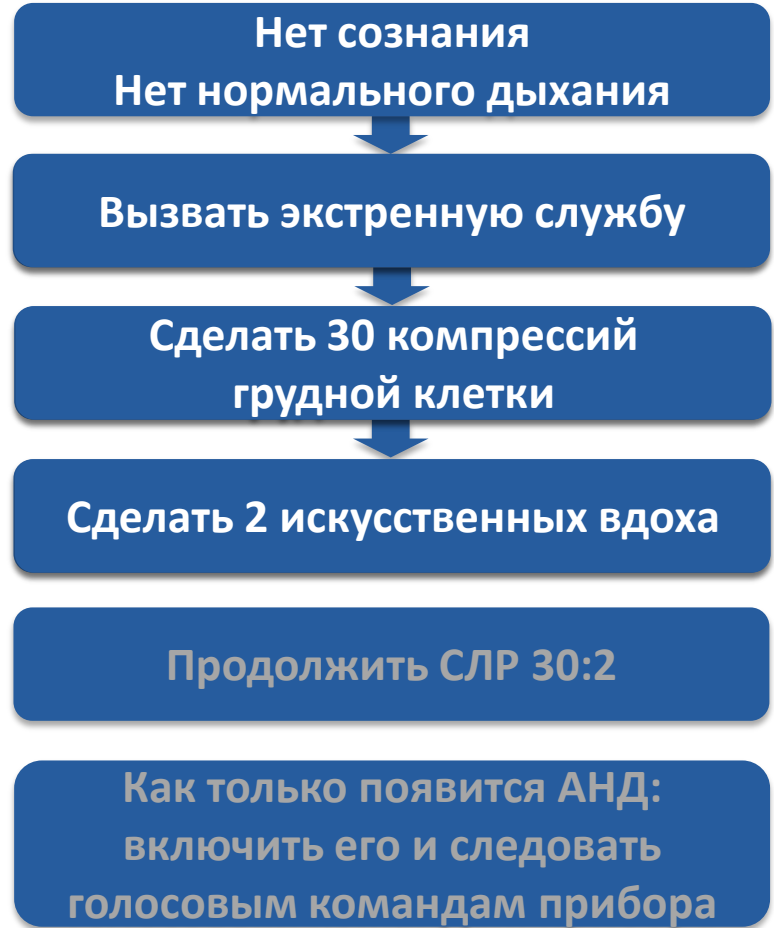 Нет сознания
Нет нормального дыхания
Вызвать экстренную службу
Сделать 30 компрессий
грудной клетки
Сделать 2 искусственных вдоха
Продолжить СЛР 30:2
Как только появится АНД:
включить его и следовать
голосовым командам прибора